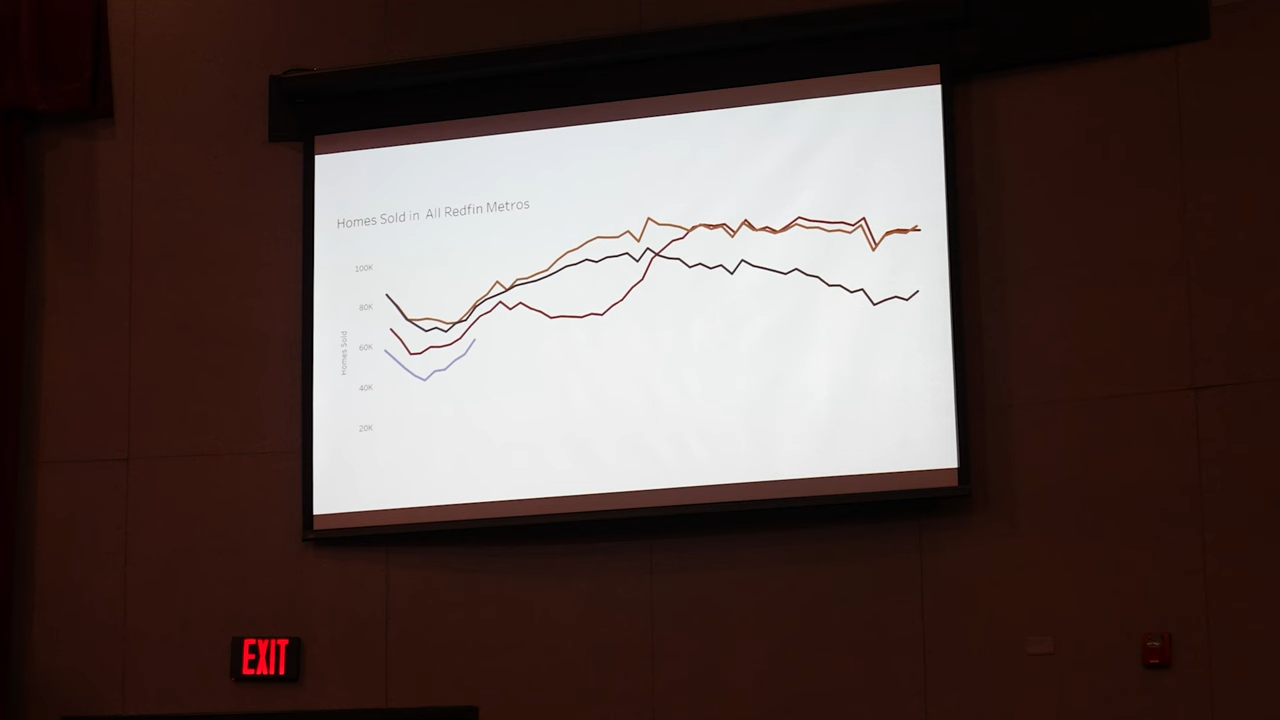 Homes Sold in All Redfin Metros
100K
80K
60K
40K
20K
Homes Sold
EXIT